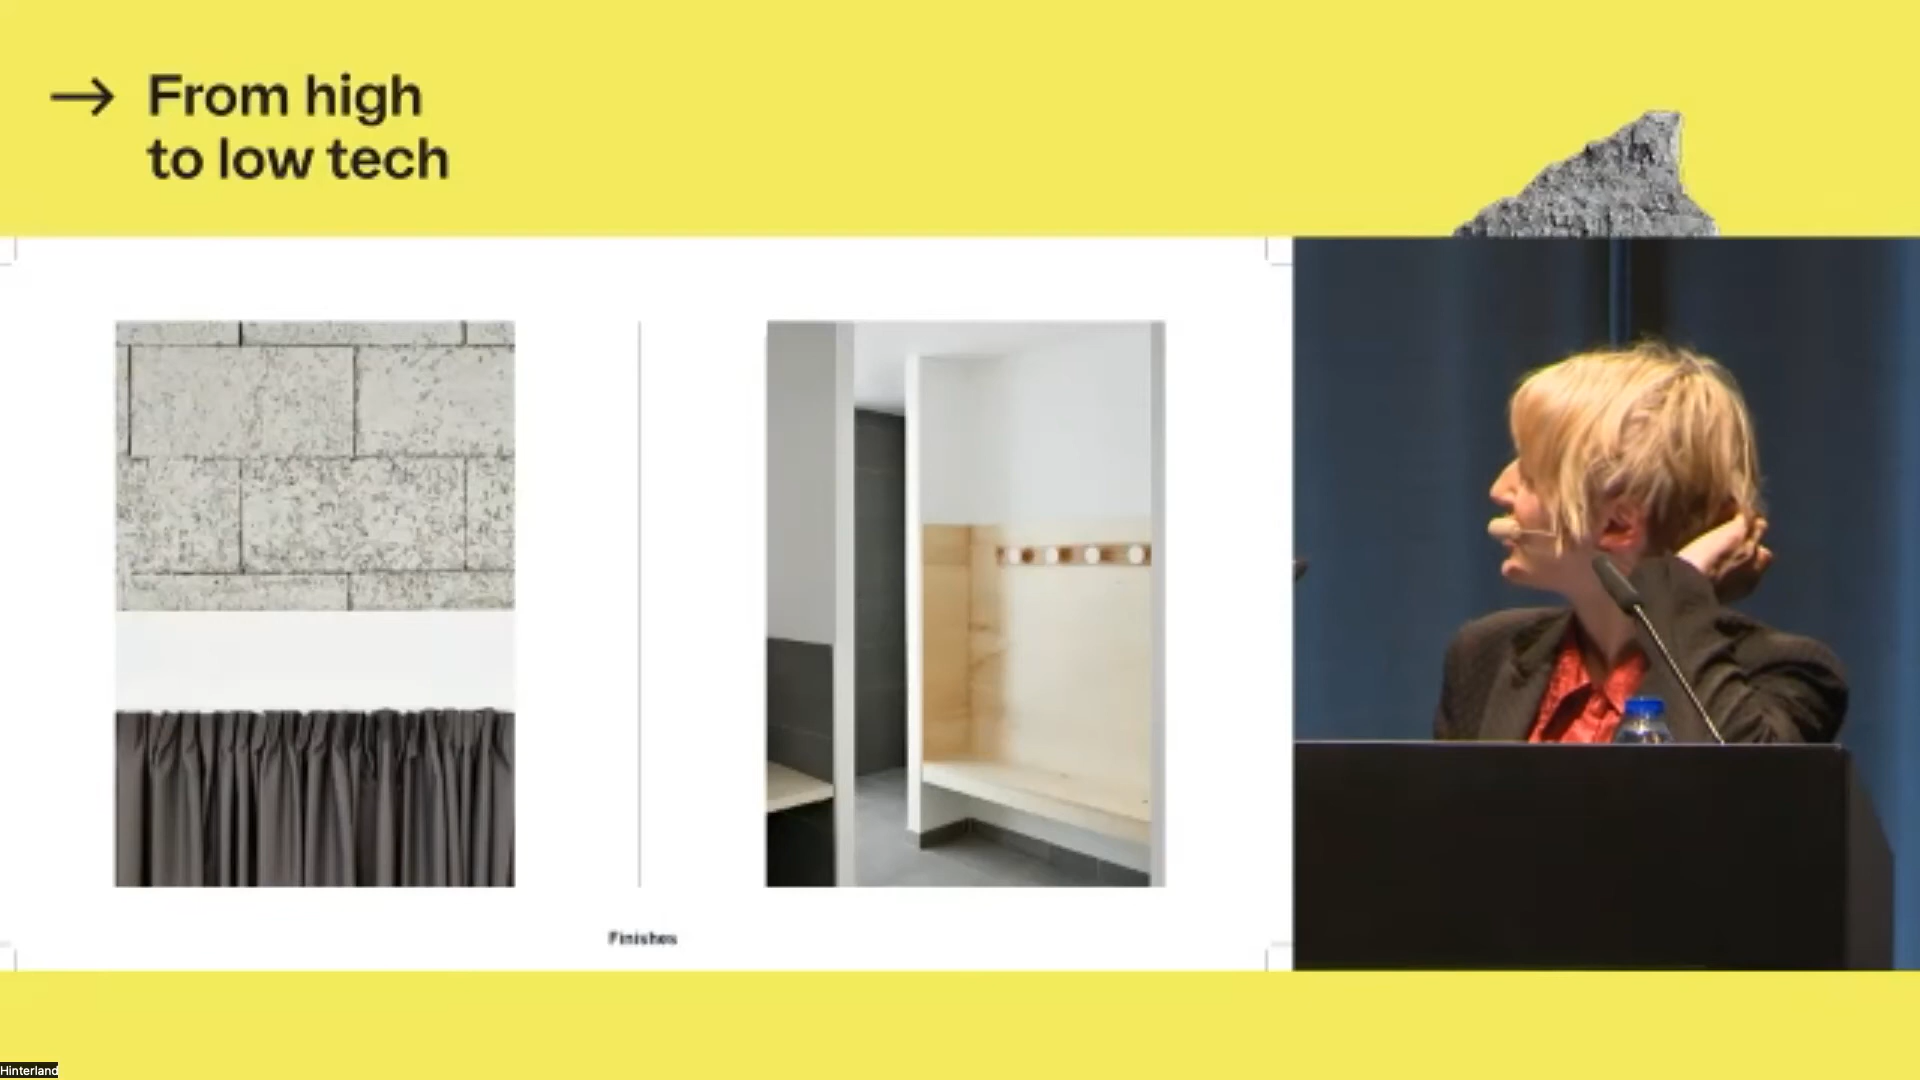 → From high
to low tech
Finishes
Hinterland